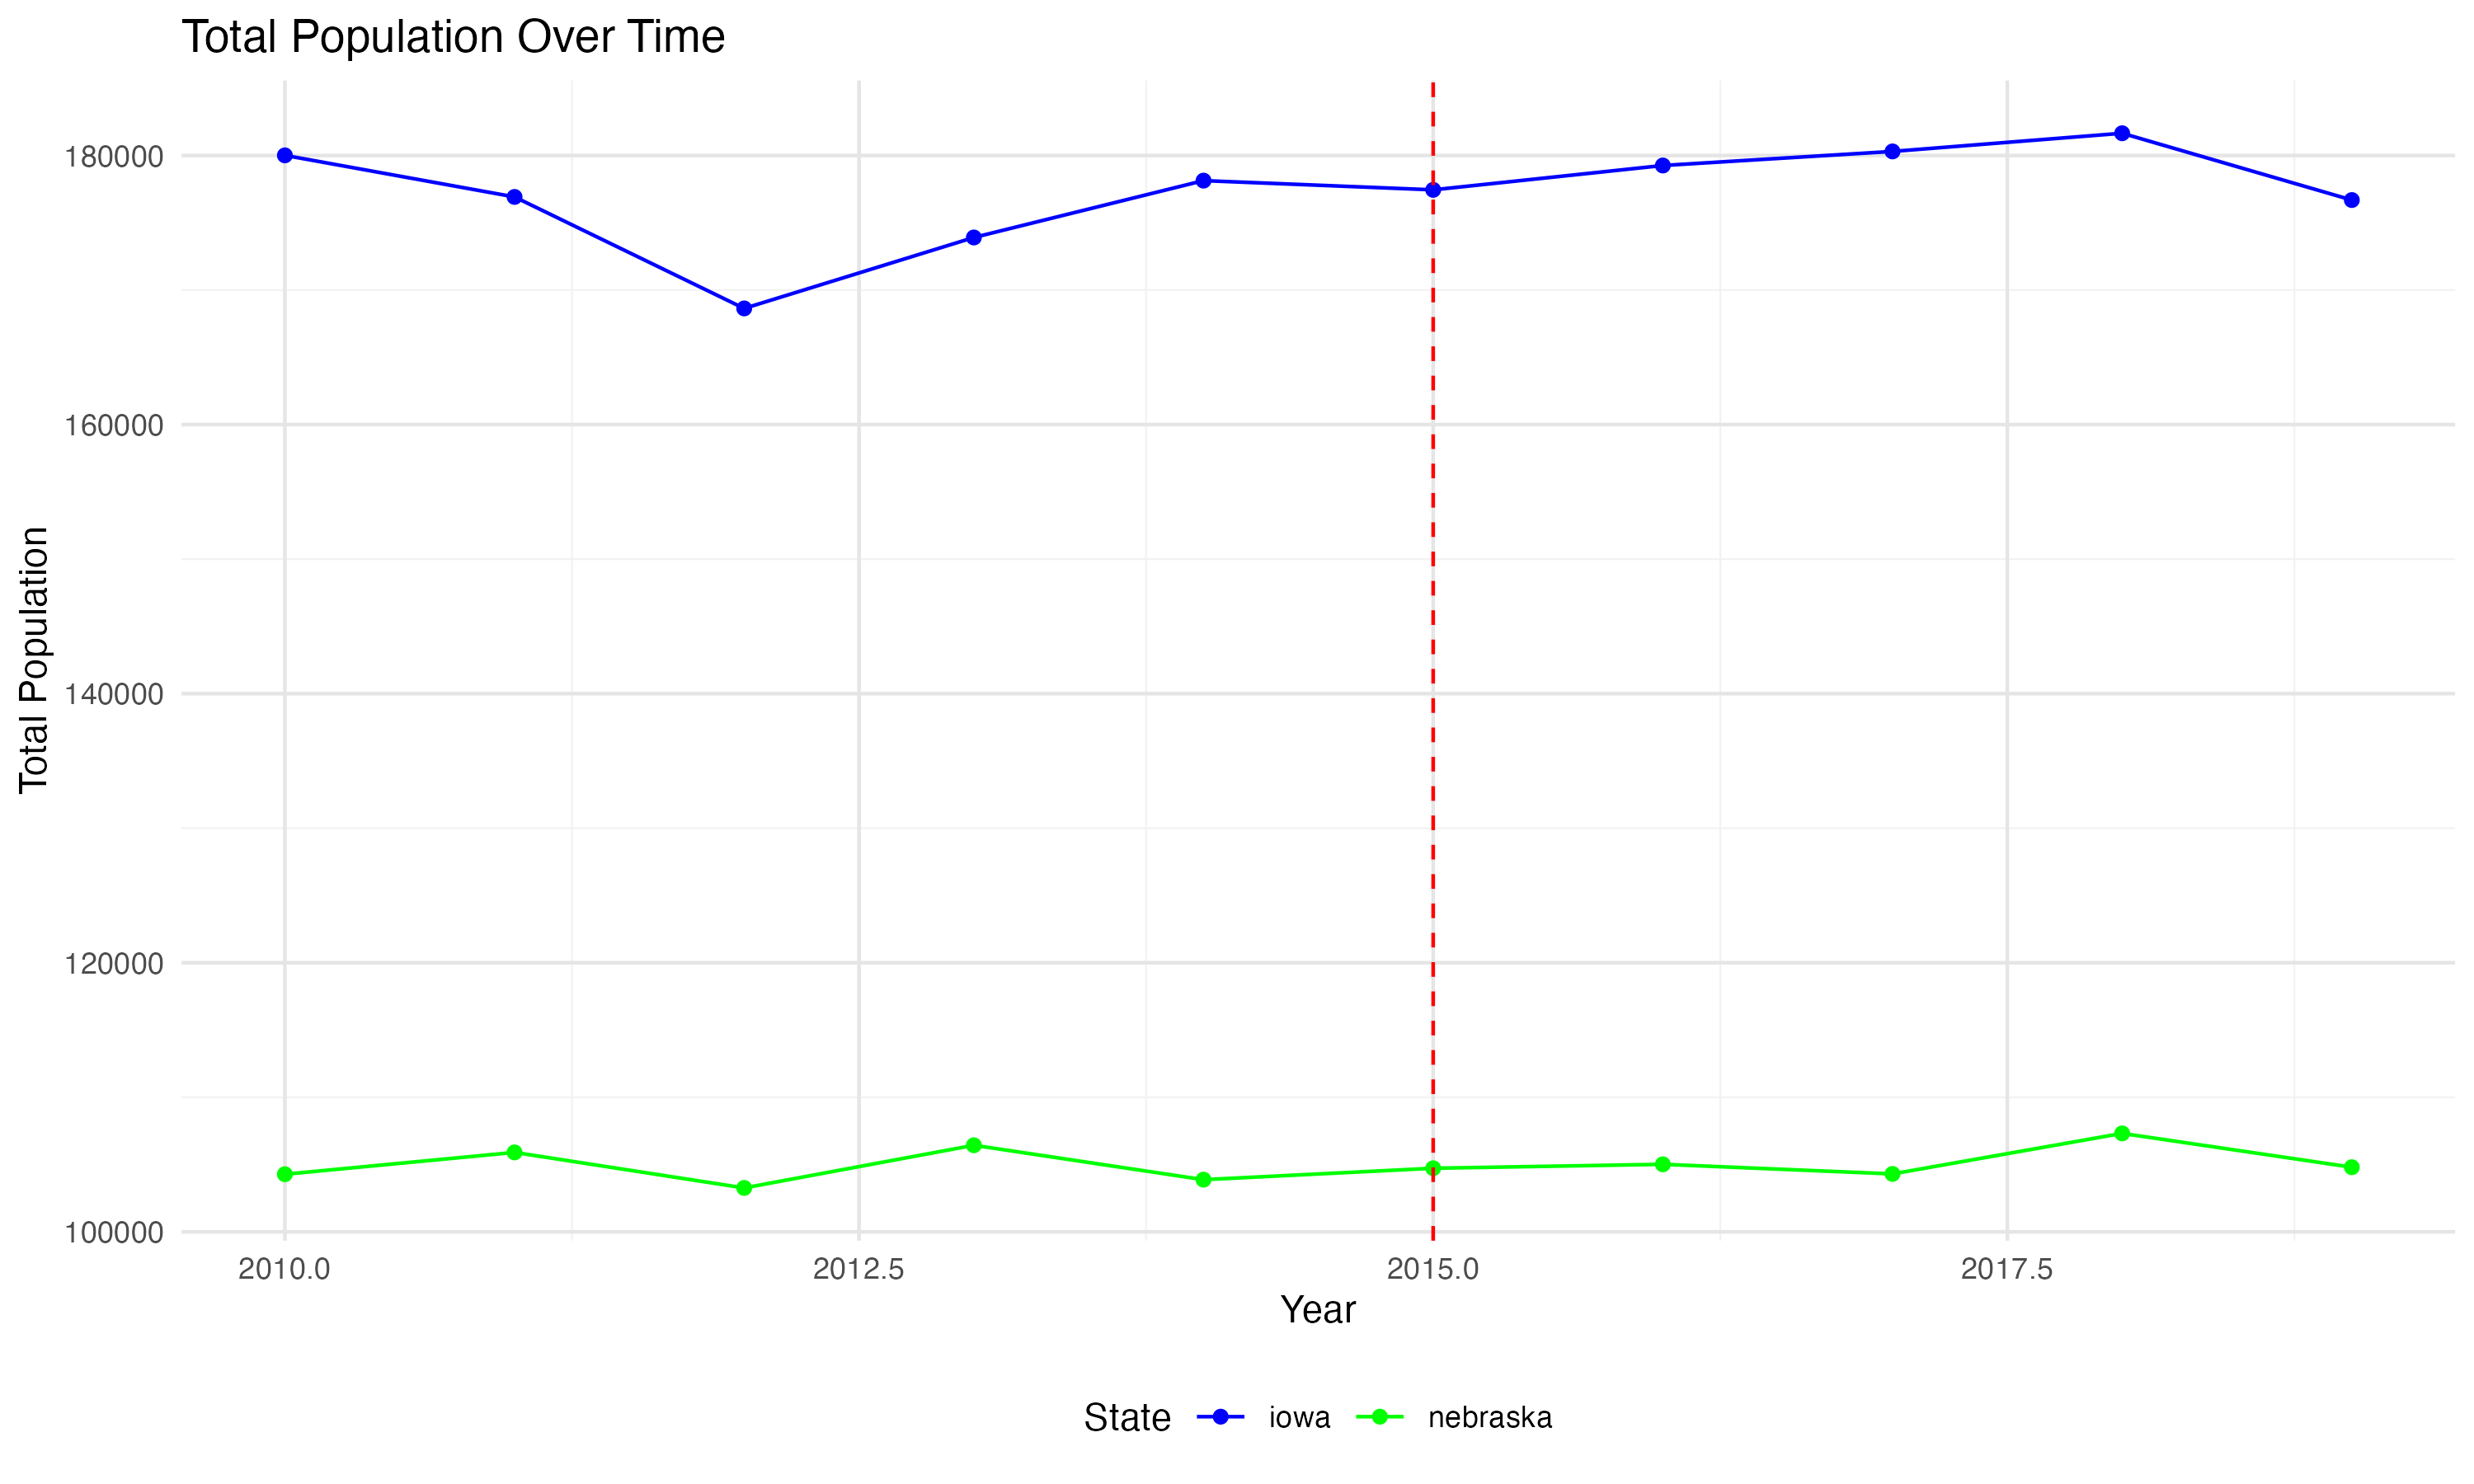 Total Population Over Time
Total Population
180000
160000
140000
120000
100000
2010.0 2012.5 2015.0 2017.5
Year
State iowa nebraska